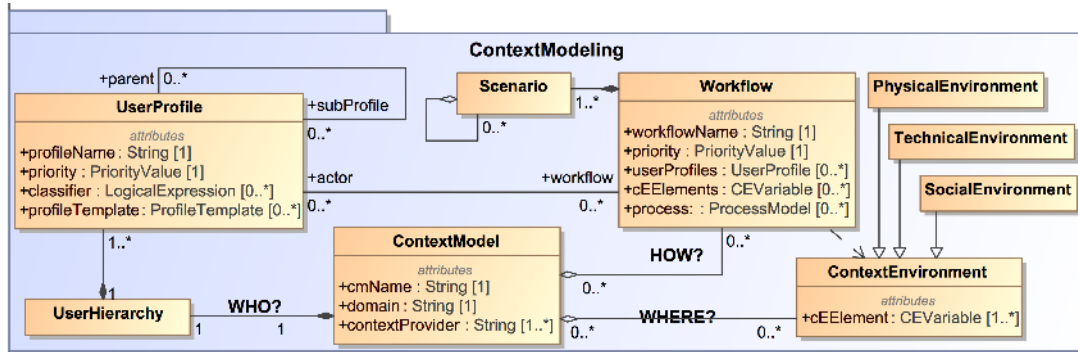 ContextModeling
+parent 0..*
+subProfile
0..*
UserProfile
attributes
+profileName : String [1]
+priority : PriorityValue [1]
+classifier : LogicalExpression [0..*]
+profileTemplate: ProfileTemplate [0..*]
Scenario
0..*
1..*
Workflow
attributes
+workflowName : String [1]
+priority : PriorityValue [1]
+userProfiles : UserProfile [0..*]
+cEElements : CEVariable [0..*]
+process: : ProcessModel [0..*]
PhysicalEnvironment
TechnicalEnvironment
SocialEnvironment
+actor
0..*
+workflow
0..*
1..*
1
UserHierarchy
1
WHO?
1
ContextModel
attributes
+cmName : String [1]
+domain : String [1]
+contextProvider : String [1..*]
HOW?
0..*
0..*
WHERE?
0..*
0..*
ContextEnvironment
attributes
+cEElement : CEVariable [1..*]